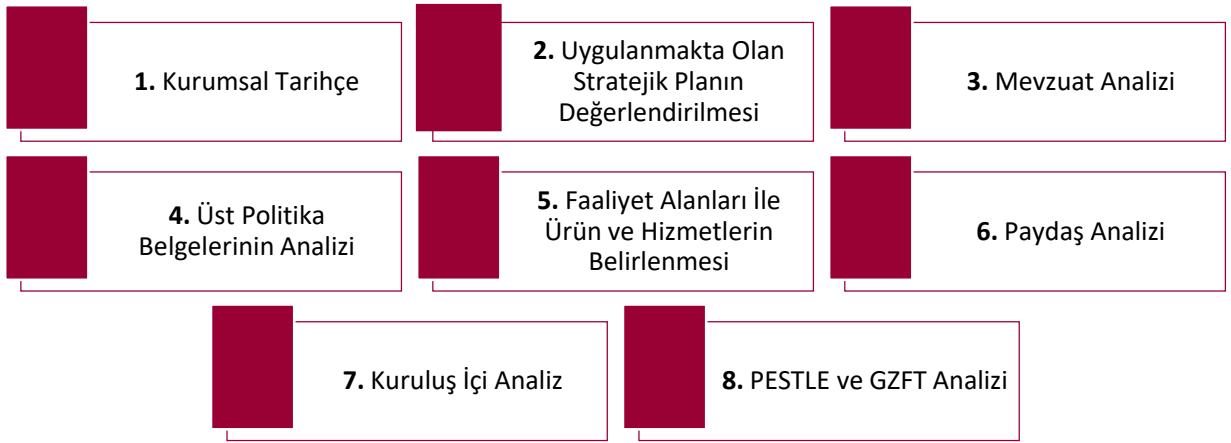 1. Kurumsal Tarihçe
2. Uygulanmakta Olan
Stratejik Planın
Değerlendirilmesi
3. Mevzuat Analizi
4. Üst Politika
Belgelerinin Analizi
5. Faaliyet Alanları İle
Ürün ve Hizmetlerin
Belirlenmesi
6. Paydaş Analizi
7. Kuruluş İçi Analiz
8. PESTLE ve GZFT Analizi